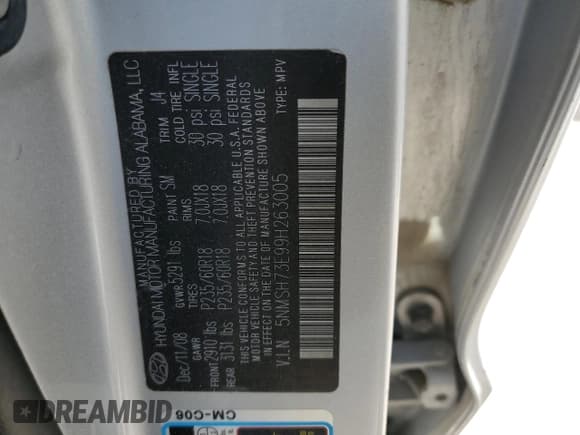 MANUFACTURED BY
HYUNDAI MOTOR MANUFACTURING ALABAMA, LLC
Dec/11/08 GVWR 5291 lbs PAINT SM TRIM J4
GAWR TIRES RIMS COLD TIRE INFL
FRONT 2910 lbs P235/60R18 7.0JX18 30 psi SINGLE
REAR 3131 lbs P235/60R18 7.0JX18 30 psi SINGLE
THIS VEHICLE CONFORMS TO ALL APPLICABLE U.S.A. FEDERAL
MOTOR VEHICLE SAFETY AND THEFT PREVENTION STANDARDS
IN EFFECT ON THE DATE OF MANUFACTURE SHOWN ABOVE
V.I.N 5NMSH73E99H263005 TYPE: MPV
CM-C06
DREAMBID